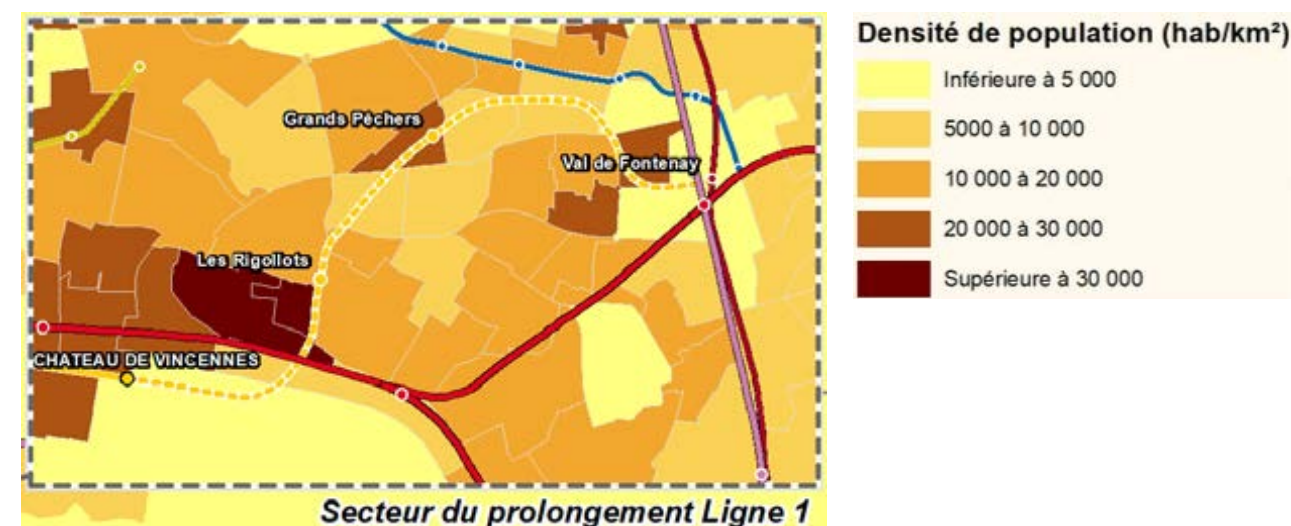 Grands Pêchers
Val de Fontenay
Les Rigollots
CHATEAU DE VINCENNES
Secteur du prolongement Ligne 1
Densité de population (hab/km²)
Inférieure à 5 000
5000 à 10 000
10 000 à 20 000
20 000 à 30 000
Supérieure à 30 000